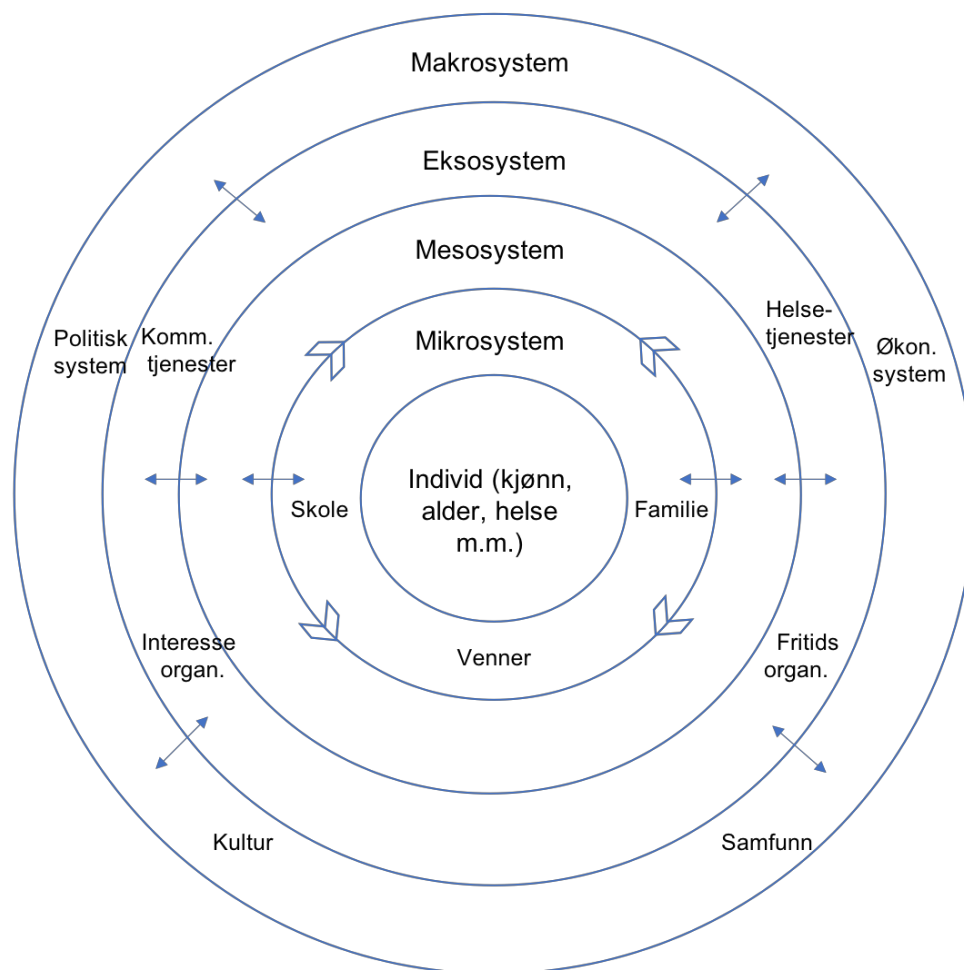 Makrosystem
Eksosystem
Mesosystem
Mikrosystem
Politisk
system
Komm.
tjenester
Helse-
tjenester
Økon.
system
Skole
Individ (kjønn,
alder, helse
m.m.)
Familie
Venner
Interesse
organ.
Fritids
organ.
Kultur
Samfunn